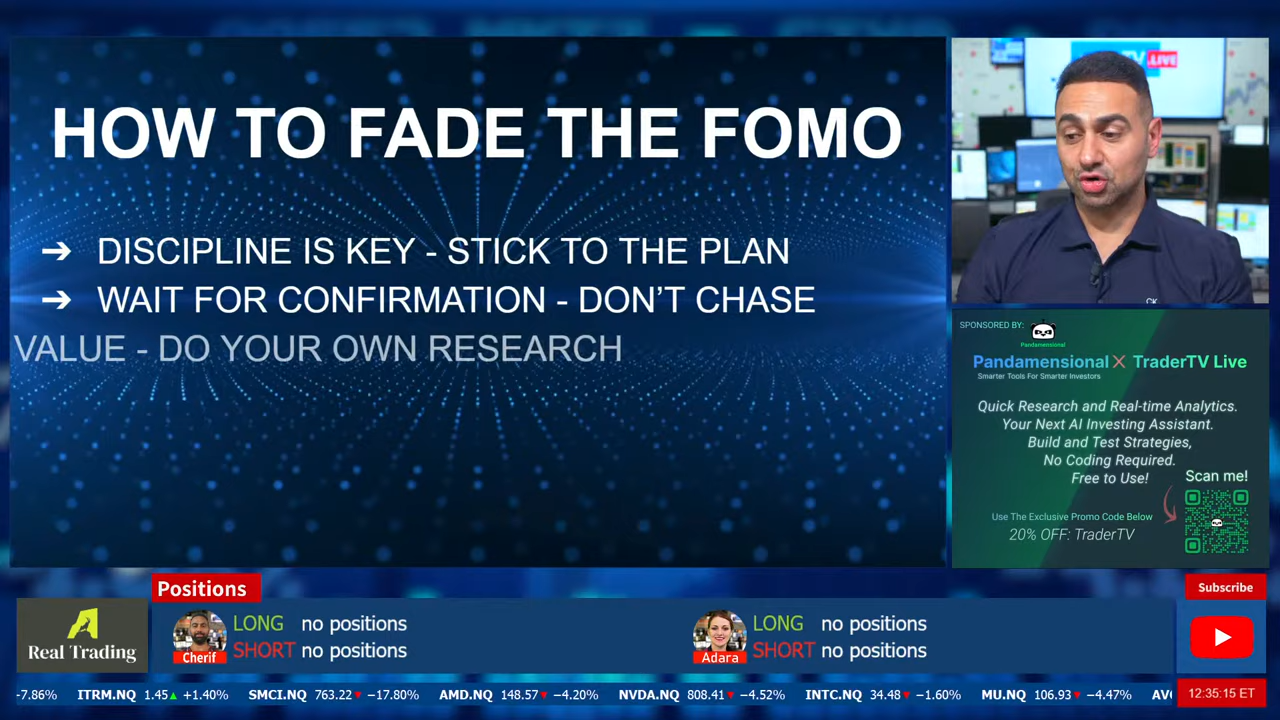 HOW TO FADE THE FOMO
➔ DISCIPLINE IS KEY - STICK TO THE PLAN
➔ WAIT FOR CONFIRMATION - DON'T CHASE
VALUE - DO YOUR OWN RESEARCH
.LIVE
CK
SPONSORED BY:
Pandamensional
Pandamensional X TraderTV Live
Smarter Tools For Smarter Investors
Quick Research and Real-time Analytics.
Your Next AI Investing Assistant.
Build and Test Strategies,
No Coding Required.
Free to Use!
Scan me!
Use The Exclusive Promo Code Below
20% OFF: TraderTV
Positions
Subscribe
Real Trading
Cherif
LONG no positions
SHORT no positions
Adara
LONG no positions
SHORT no positions
-7.86% ITRM.NQ 1.45▲ +1.40% SMCI.NQ 763.22▼ −17.80% AMD.NQ 148.57▼ −4.20% NVDA.NQ 808.41▼ −4.52% INTC.NQ 34.48▼ −1.60% MU.NQ 106.93▼ −4.47%
12:35:15 ET